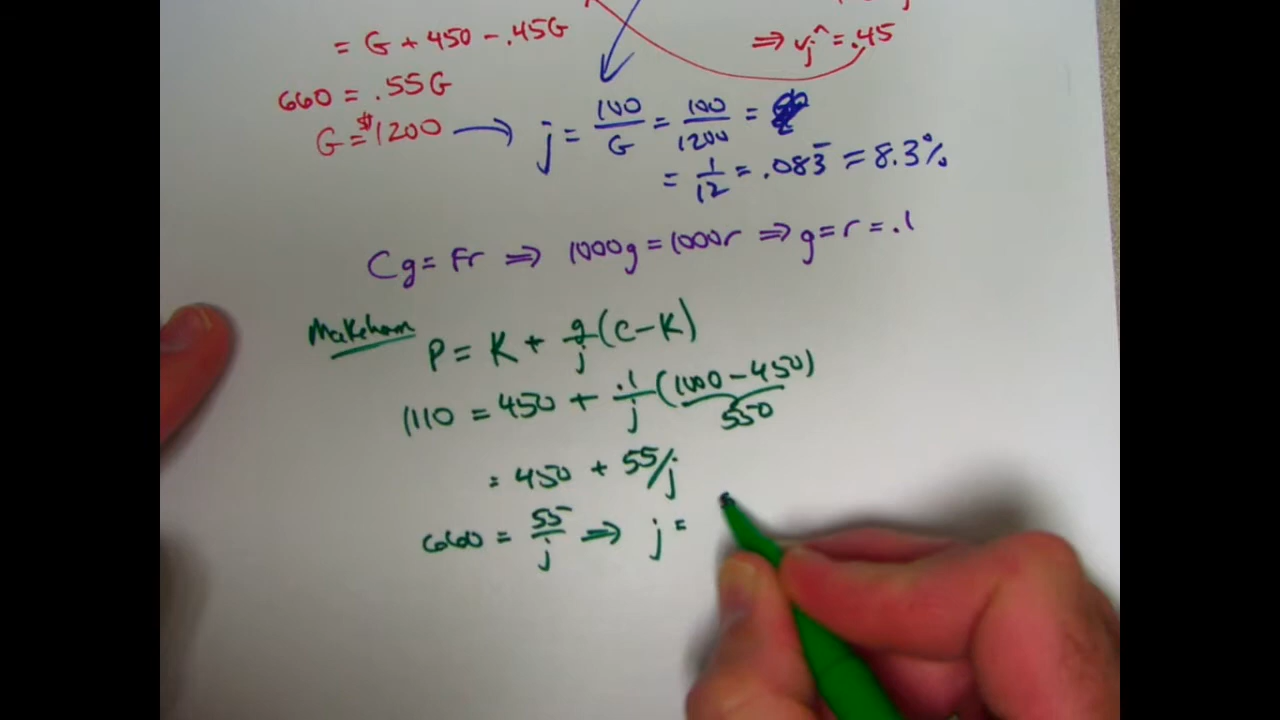 = G + 450 - .45G
⇒ v_j^n = .45
660 = .55G
G = $1200 → j = 100/G = 100/1200 =
= 1/12 = .083̅ = 8.3%
Cg = Fr ⇒ 1000g = 1000r ⇒ g = r = .1
Makeham P = K + g/j (C - K)
1110 = 450 + .1/j (1000 - 450)
550
= 450 + 55/j
660 = 55/j ⇒ j =